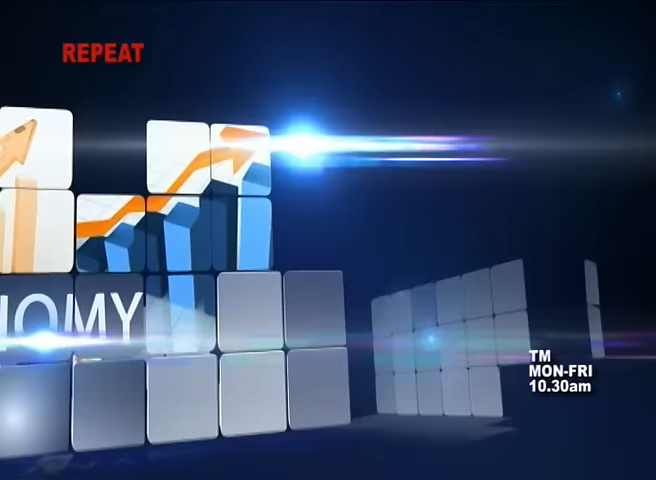 REPEAT
NOMY
TM
MON-FRI
10.30am